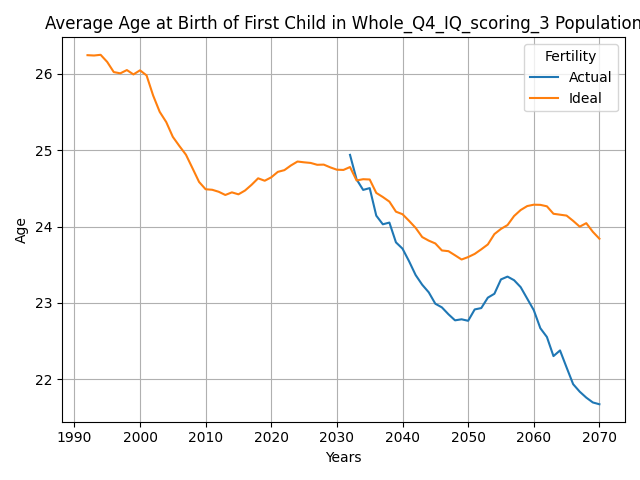 Average Age at Birth of First Child in Whole_Q4_IQ_scoring_3 Population
Fertility
Actual
Ideal
26
25
24
23
22
Age
1990 2000 2010 2020 2030 2040 2050 2060 2070
Years